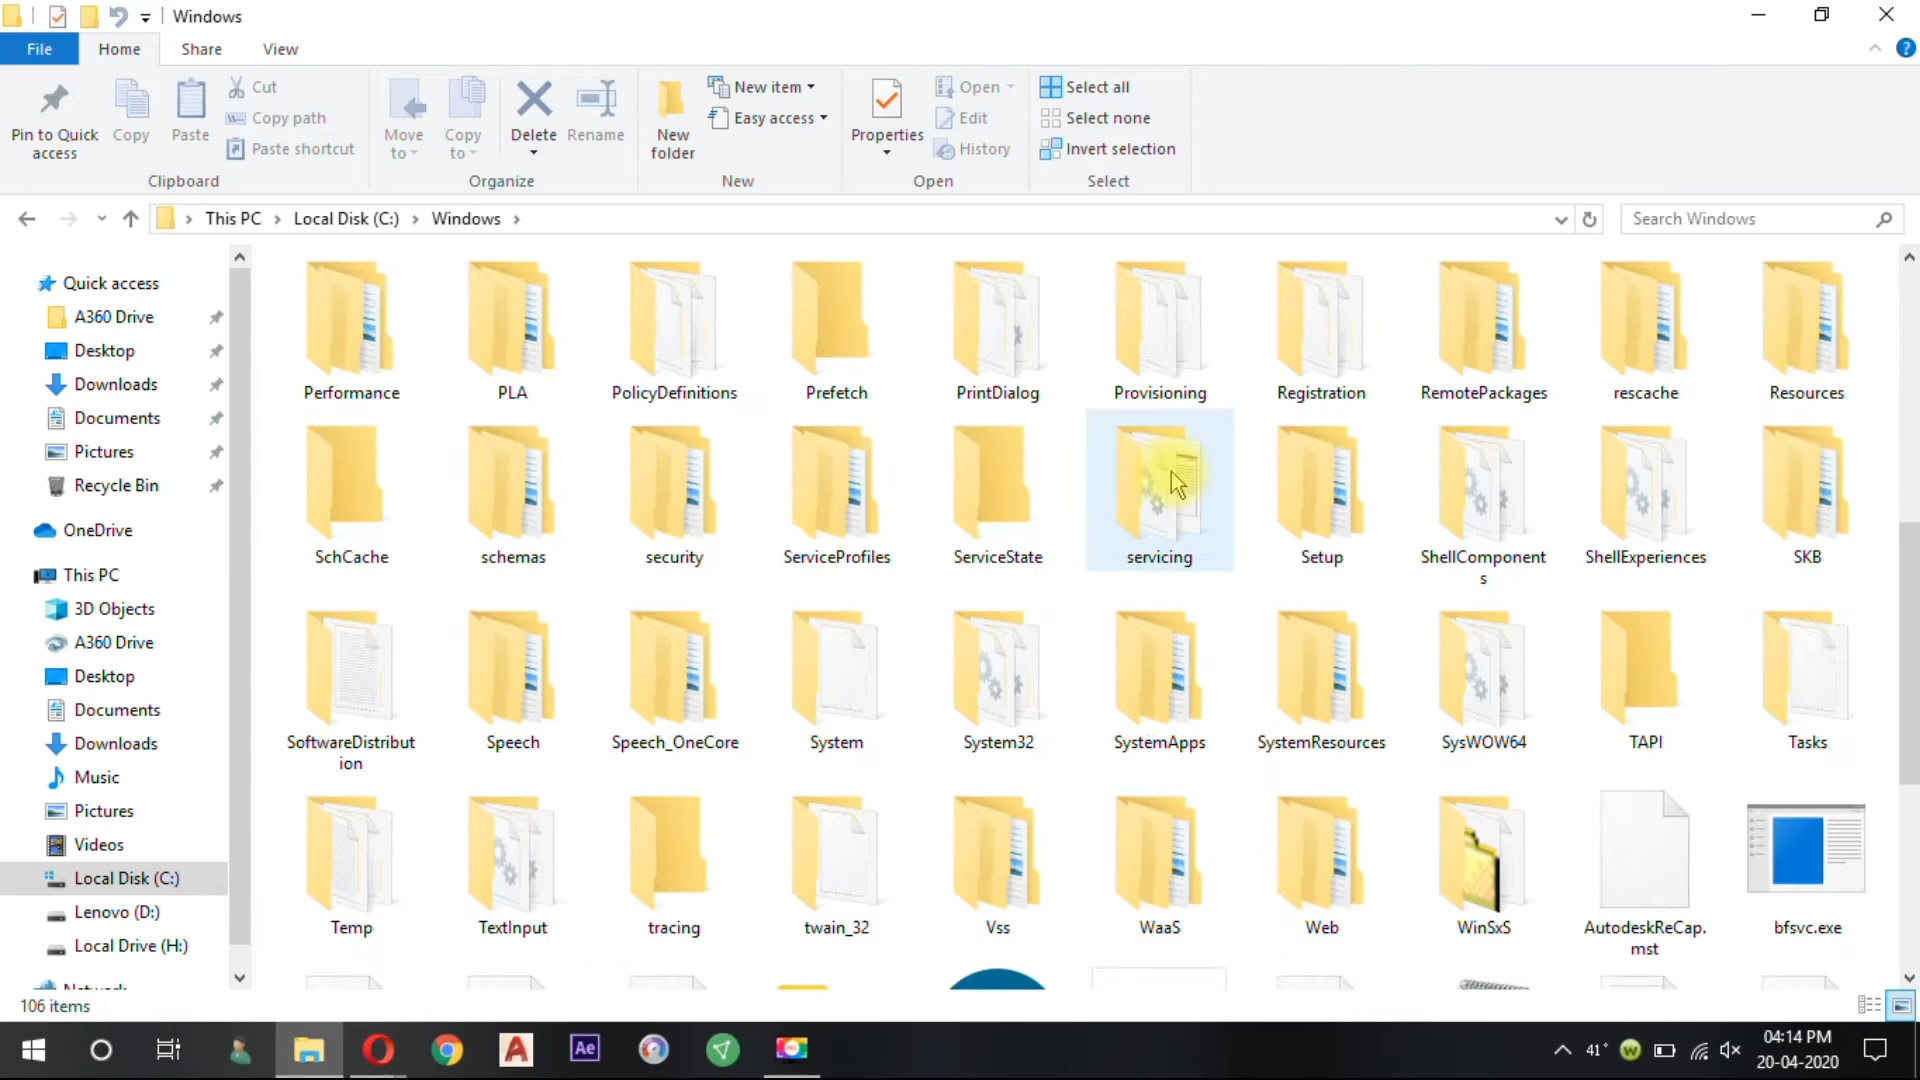 Windows
File Home Share View
Pin to Quick access
Copy
Paste
Cut
Copy path
Paste shortcut
Clipboard
Move to
Copy to
Delete
Rename
Organize
New folder
New item
Easy access
New
Properties
Open
Edit
History
Open
Select all
Select none
Invert selection
Select
This PC > Local Disk (C:) > Windows >
Search Windows
Quick access
A360 Drive
Desktop
Downloads
Documents
Pictures
Recycle Bin
OneDrive
This PC
3D Objects
A360 Drive
Desktop
Documents
Downloads
Music
Pictures
Videos
Local Disk (C:)
Lenovo (D:)
Local Drive (H:)
Network
Performance PLA PolicyDefinitions Prefetch PrintDialog Provisioning Registration RemotePackages rescache Resources
SchCache schemas security ServiceProfiles ServiceState servicing Setup ShellComponent ShellExperiences SKB
s
SoftwareDistribut Speech Speech_OneCore System System32 SystemApps SystemResources SysWOW64 TAPI Tasks
ion
Temp TextInput tracing twain_32 Vss WaaS Web WinSxS AutodeskReCap. bfsvc.exe
mst
106 items
Ae
41°
04:14 PM
20-04-2020